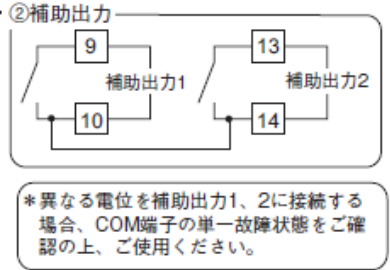 ②補助出力
9
補助出力1
10
13
補助出力2
14
*異なる電位を補助出力1、2に接続する
場合、COM端子の単一故障状態をご確
認の上、ご使用ください。